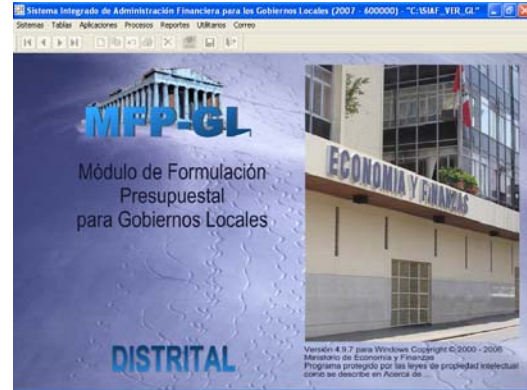 Sistema Integrado de Administración Financiera para los Gobiernos Locales (2007 - 600000) - "C:\SIAF_VER_GL"
Sistemas Tablas Aplicaciones Procesos Reportes Utilitarios Correo
MFP-GL
Módulo de Formulación
Presupuestal
para Gobiernos Locales
ECONOMIA Y FINANZAS
DISTRITAL
Versión 4.9.7 para Windows Copyright © 2000 - 2006
Ministerio de Economía y Finanzas
Programa protegido por las leyes de propiedad intelectual
como se describe en Acerca de...